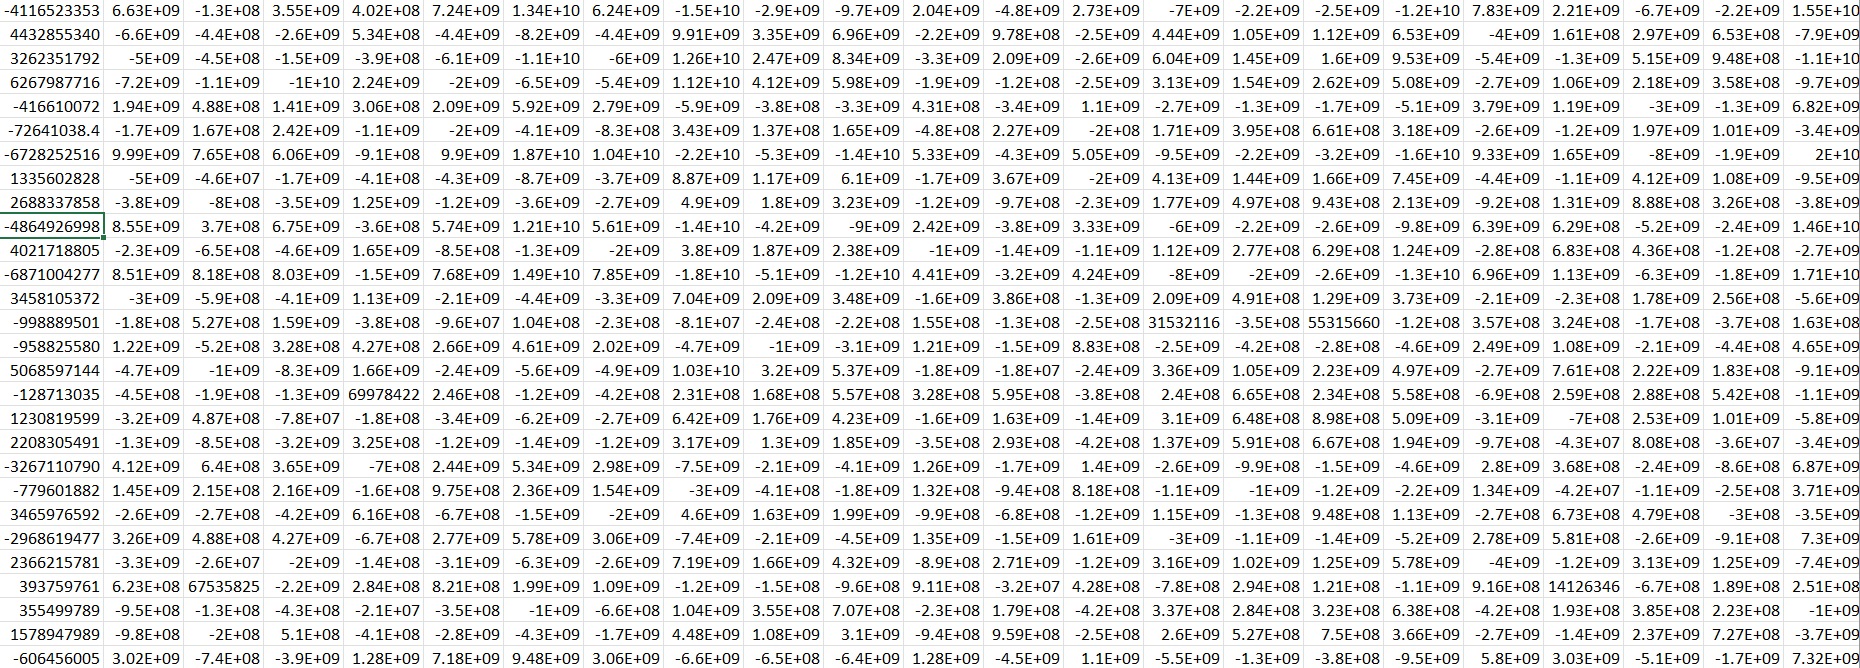 -4116523353 6.63E+09 -1.3E+08 3.55E+09 4.02E+08 7.24E+09 1.34E+10 6.24E+09 -1.5E+10 -2.9E+09 -9.7E+09 2.04E+09 -4.8E+09 2.73E+09 -7E+09 -2.2E+09 -2.5E+09 -1.2E+10 7.83E+09 2.21E+09 -6.7E+09 -2.2E+09 1.55E+10
4432855340 -6.6E+09 -4.4E+08 -2.6E+09 5.34E+08 -4.4E+09 -8.2E+09 -4.4E+09 9.91E+09 3.35E+09 6.96E+09 -2.2E+09 9.78E+08 -2.5E+09 4.44E+09 1.05E+09 1.12E+09 6.53E+09 -4E+09 1.61E+08 2.97E+09 6.53E+08 -7.9E+09
3262351792 -5E+09 -4.5E+08 -1.5E+09 -3.9E+08 -6.1E+09 -1.1E+10 -6E+09 1.26E+10 2.47E+09 8.34E+09 -3.3E+09 2.09E+09 -2.6E+09 6.04E+09 1.45E+09 1.6E+09 9.53E+09 -5.4E+09 -1.3E+09 5.15E+09 9.48E+08 -1.1E+10
6267987716 -7.2E+09 -1.1E+09 -1E+10 2.24E+09 -2E+09 -6.5E+09 -5.4E+09 1.12E+10 4.12E+09 5.98E+09 -1.9E+09 -1.2E+08 -2.5E+09 3.13E+09 1.54E+09 2.62E+09 5.08E+09 -2.7E+09 1.06E+09 2.18E+09 3.58E+08 -9.7E+09
-416610072 1.94E+09 4.88E+08 1.41E+09 3.06E+08 2.09E+09 5.92E+09 2.79E+09 -5.9E+09 -3.8E+08 -3.3E+09 4.31E+08 -3.4E+09 1.1E+09 -2.7E+09 -1.3E+09 -1.7E+09 -5.1E+09 3.79E+09 1.19E+09 -3E+09 -1.3E+09 6.82E+09
-72641038.4 -1.7E+09 1.67E+08 2.42E+09 -1.1E+09 -2E+09 -4.1E+09 -8.3E+08 3.43E+09 1.37E+08 1.65E+09 -4.8E+08 2.27E+09 -2E+08 1.71E+09 3.95E+08 6.61E+08 3.18E+09 -2.6E+09 -1.2E+09 1.97E+09 1.01E+09 -3.4E+09
-6728252516 9.99E+09 7.65E+08 6.06E+09 -9.1E+08 9.9E+09 1.87E+10 1.04E+10 -2.2E+10 -5.3E+09 -1.4E+10 5.33E+09 -4.3E+09 5.05E+09 -9.5E+09 -2.2E+09 -3.2E+09 -1.6E+10 9.33E+09 1.65E+09 -8E+09 -1.9E+09 2E+10
1335602828 -5E+09 -4.6E+07 -1.7E+09 -4.1E+08 -4.3E+09 -8.7E+09 -3.7E+09 8.87E+09 1.17E+09 6.1E+09 -1.7E+09 3.67E+09 -2E+09 4.13E+09 1.44E+09 1.66E+09 7.45E+09 -4.4E+09 -1.1E+09 4.12E+09 1.08E+09 -9.5E+09
2688337858 -3.8E+09 -8E+08 -3.5E+09 1.25E+09 -1.2E+09 -3.6E+09 -2.7E+09 4.9E+09 1.8E+09 3.23E+09 -1.2E+09 -9.7E+08 -2.3E+09 1.77E+09 4.97E+08 9.43E+08 2.13E+09 -9.2E+08 1.31E+09 8.88E+08 3.26E+08 -3.8E+09
-4864926998 8.55E+09 3.7E+08 6.75E+09 -3.6E+08 5.74E+09 1.21E+10 5.61E+09 -1.4E+10 -4.2E+09 -9E+09 2.42E+09 -3.8E+09 3.33E+09 -6E+09 -2.2E+09 -2.6E+09 -9.8E+09 6.39E+09 6.29E+08 -5.2E+09 -2.4E+09 1.46E+10
4021718805 -2.3E+09 -6.5E+08 -4.6E+09 1.65E+09 -8.5E+08 -1.3E+09 -2E+09 3.8E+09 1.87E+09 2.38E+09 -1E+09 -1.4E+09 -1.1E+09 1.12E+09 2.77E+08 6.29E+08 1.24E+09 -2.8E+08 6.83E+08 4.36E+08 -1.2E+08 -2.7E+09
-6871004277 8.51E+09 8.18E+08 8.03E+09 -1.5E+09 7.68E+09 1.49E+10 7.85E+09 -1.8E+10 -5.1E+09 -1.2E+10 4.41E+09 -3.2E+09 4.24E+09 -8E+09 -2E+09 -2.6E+09 -1.3E+10 6.96E+09 1.13E+09 -6.3E+09 -1.8E+09 1.71E+10
3458105372 -3E+09 -5.9E+08 -4.1E+09 1.13E+09 -2.1E+09 -4.4E+09 -3.3E+09 7.04E+09 2.09E+09 3.48E+09 -1.6E+09 3.86E+08 -1.3E+09 2.09E+09 4.91E+08 1.29E+09 3.73E+09 -2.1E+09 -2.3E+08 1.78E+09 2.56E+08 -5.6E+09
-998889501 -1.8E+08 5.27E+08 1.59E+09 -3.8E+08 -9.6E+07 1.04E+08 -2.3E+08 -8.1E+07 -2.4E+08 -2.2E+08 1.55E+08 -1.3E+08 -2.5E+08 31532116 -3.5E+08 55315660 -1.2E+08 3.57E+08 3.24E+08 -1.7E+08 -3.7E+08 1.63E+08
-958825580 1.22E+09 -5.2E+08 3.28E+08 4.27E+08 2.66E+09 4.61E+09 2.02E+09 -4.7E+09 -1E+09 -3.1E+09 1.21E+09 -1.5E+09 8.83E+08 -2.5E+09 -4.2E+08 -2.8E+08 -4.6E+09 2.49E+09 1.08E+09 -2.1E+09 -4.4E+08 4.65E+09
5068597144 -4.7E+09 -1E+09 -8.3E+09 1.66E+09 -2.4E+09 -5.6E+09 -4.9E+09 1.03E+10 3.2E+09 5.37E+09 -1.8E+09 -1.8E+07 -2.4E+09 3.36E+09 1.05E+09 2.23E+09 4.97E+09 -2.7E+09 7.61E+08 2.22E+09 1.83E+08 -9.1E+09
-128713035 -4.5E+08 -1.9E+08 -1.3E+09 69978422 2.46E+08 -1.2E+09 -4.2E+08 2.31E+08 1.68E+08 5.57E+08 3.28E+08 5.95E+08 -3.8E+08 2.4E+08 6.65E+08 2.34E+08 5.58E+08 -6.9E+08 2.59E+08 2.88E+08 5.42E+08 -1.1E+09
1230819599 -3.2E+09 4.87E+08 -7.8E+07 -1.8E+08 -3.4E+09 -6.2E+09 -2.7E+09 6.42E+09 1.76E+09 4.23E+09 -1.6E+09 1.63E+09 -1.4E+09 3.1E+09 6.48E+08 8.98E+08 5.09E+09 -3.1E+09 -7E+08 2.53E+09 1.01E+09 -5.8E+09
2208305491 -1.3E+09 -8.5E+08 -3.2E+09 3.25E+08 -1.2E+09 -1.4E+09 -1.2E+09 3.17E+09 1.3E+09 1.85E+09 -3.5E+08 2.93E+08 -4.2E+08 1.37E+09 5.91E+08 6.67E+08 1.94E+09 -9.7E+08 -4.3E+07 8.08E+08 -3.6E+07 -3.4E+09
-3267110790 4.12E+09 6.4E+08 3.65E+09 -7E+08 2.44E+09 5.34E+09 2.98E+09 -7.5E+09 -2.1E+09 -4.1E+09 1.26E+09 -1.7E+09 1.4E+09 -2.6E+09 -9.9E+08 -1.5E+09 -4.6E+09 2.8E+09 3.68E+08 -2.4E+09 -8.6E+08 6.87E+09
-779601882 1.45E+09 2.15E+08 2.16E+09 -1.6E+08 9.75E+08 2.36E+09 1.54E+09 -3E+09 -4.1E+08 -1.8E+09 1.32E+08 -9.4E+08 8.18E+08 -1.1E+09 -1E+09 -1.2E+09 -2.2E+09 1.34E+09 -4.2E+07 -1.1E+09 -2.5E+08 3.71E+09
3465976592 -2.6E+09 -2.7E+08 -4.2E+09 6.16E+08 -6.7E+08 -1.5E+09 -2E+09 4.6E+09 1.63E+09 1.99E+09 -9.9E+08 -6.8E+08 -1.2E+09 1.15E+09 -1.3E+08 9.48E+08 1.13E+09 -2.7E+08 6.73E+08 4.79E+08 -3E+08 -3.5E+09
-2968619477 3.26E+09 4.88E+08 4.27E+09 -6.7E+08 2.77E+09 5.78E+09 3.06E+09 -7.4E+09 -2.1E+09 -4.5E+09 1.35E+09 -1.5E+09 1.61E+09 -3E+09 -1.1E+09 -1.4E+09 -5.2E+09 2.78E+09 5.81E+08 -2.6E+09 -9.1E+08 7.3E+09
2366215781 -3.3E+09 -2.6E+07 -2E+09 -1.4E+08 -3.1E+09 -6.3E+09 -2.6E+09 7.19E+09 1.66E+09 4.32E+09 -8.9E+08 2.71E+09 -1.2E+09 3.16E+09 1.02E+09 1.25E+09 5.78E+09 -4E+09 -1.2E+09 3.13E+09 1.25E+09 -7.4E+09
393759761 6.23E+08 67535825 -2.2E+09 2.84E+08 8.21E+08 1.99E+09 1.09E+09 -1.2E+09 -1.5E+08 -9.6E+08 9.11E+08 -3.2E+07 4.28E+08 -7.8E+08 2.94E+08 1.21E+08 -1.1E+09 9.16E+08 14126346 -6.7E+08 1.89E+08 2.51E+08
355499789 -9.5E+08 -1.3E+08 -4.3E+08 -2.1E+07 -3.5E+08 -1E+09 -6.6E+08 1.04E+09 3.55E+08 7.07E+08 -2.3E+08 1.79E+08 -4.2E+08 3.37E+08 2.84E+08 3.23E+08 6.38E+08 -4.2E+08 1.93E+08 3.85E+08 2.23E+08 -1E+09
1578947989 -9.8E+08 -2E+08 5.1E+08 -4.1E+08 -2.8E+09 -4.3E+09 -1.7E+09 4.48E+09 1.08E+09 3.1E+09 -9.4E+08 9.59E+08 -2.5E+08 2.6E+09 5.27E+08 7.5E+08 3.66E+09 -2.7E+09 -1.4E+09 2.37E+09 7.27E+08 -3.7E+09
-606456005 3.02E+09 -7.4E+08 -3.9E+09 1.28E+09 7.18E+09 9.48E+09 3.06E+09 -6.6E+09 -6.5E+08 -6.4E+09 1.28E+09 -4.5E+09 1.1E+09 -5.5E+09 -1.3E+09 -3.8E+08 -9.5E+09 5.8E+09 3.03E+09 -5.1E+09 -1.7E+09 7.32E+09